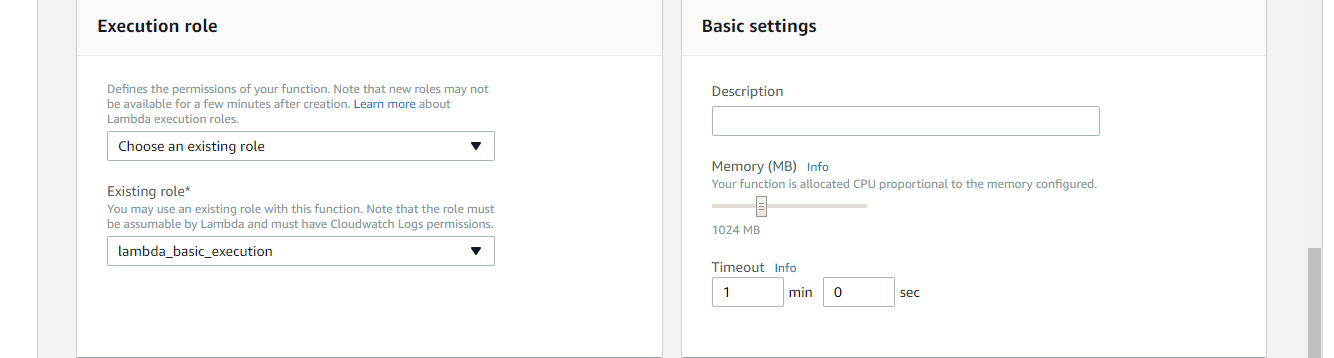 Execution role
Defines the permissions of your function. Note that new roles may not
be available for a few minutes after creation. Learn more about
Lambda execution roles.
Choose an existing role
Existing role*
You may use an existing role with this function. Note that the role must
be assumable by Lambda and must have Cloudwatch Logs permissions.
lambda_basic_execution
Basic settings
Description
Memory (MB) Info
Your function is allocated CPU proportional to the memory configured.
1024 MB
Timeout Info
1 min 0 sec